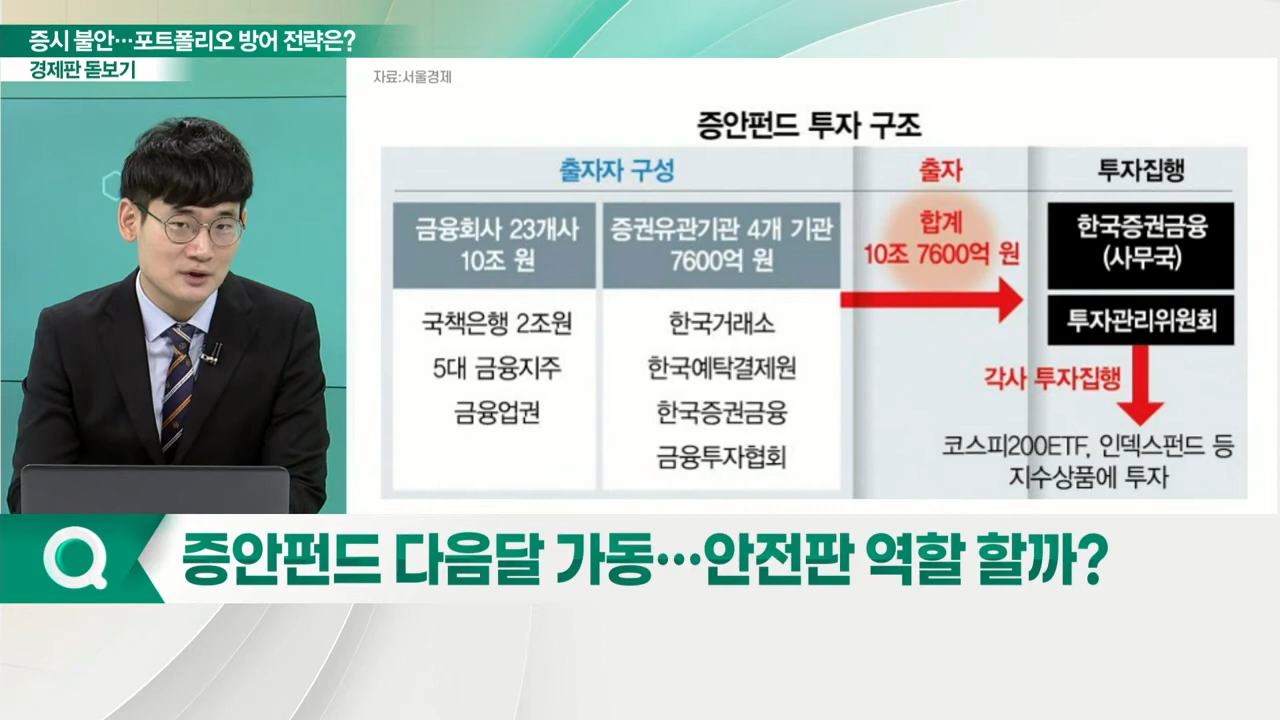 증시 불안…포트폴리오 방어 전략은?
경제판 돋보기
자료:서울경제
증안펀드 투자 구조
출자자 구성
출자
투자집행
금융회사 23개사
10조 원
증권유관기관 4개 기관
7600억 원
합계
10조 7600억 원
한국증권금융
(사무국)
국책은행 2조원
5대 금융지주
금융업권
한국거래소
한국예탁결제원
한국증권금융
금융투자협회
투자관리위원회
각사 투자집행
코스피200ETF, 인덱스펀드 등
지수상품에 투자
증안펀드 다음달 가동…안전판 역할 할까?